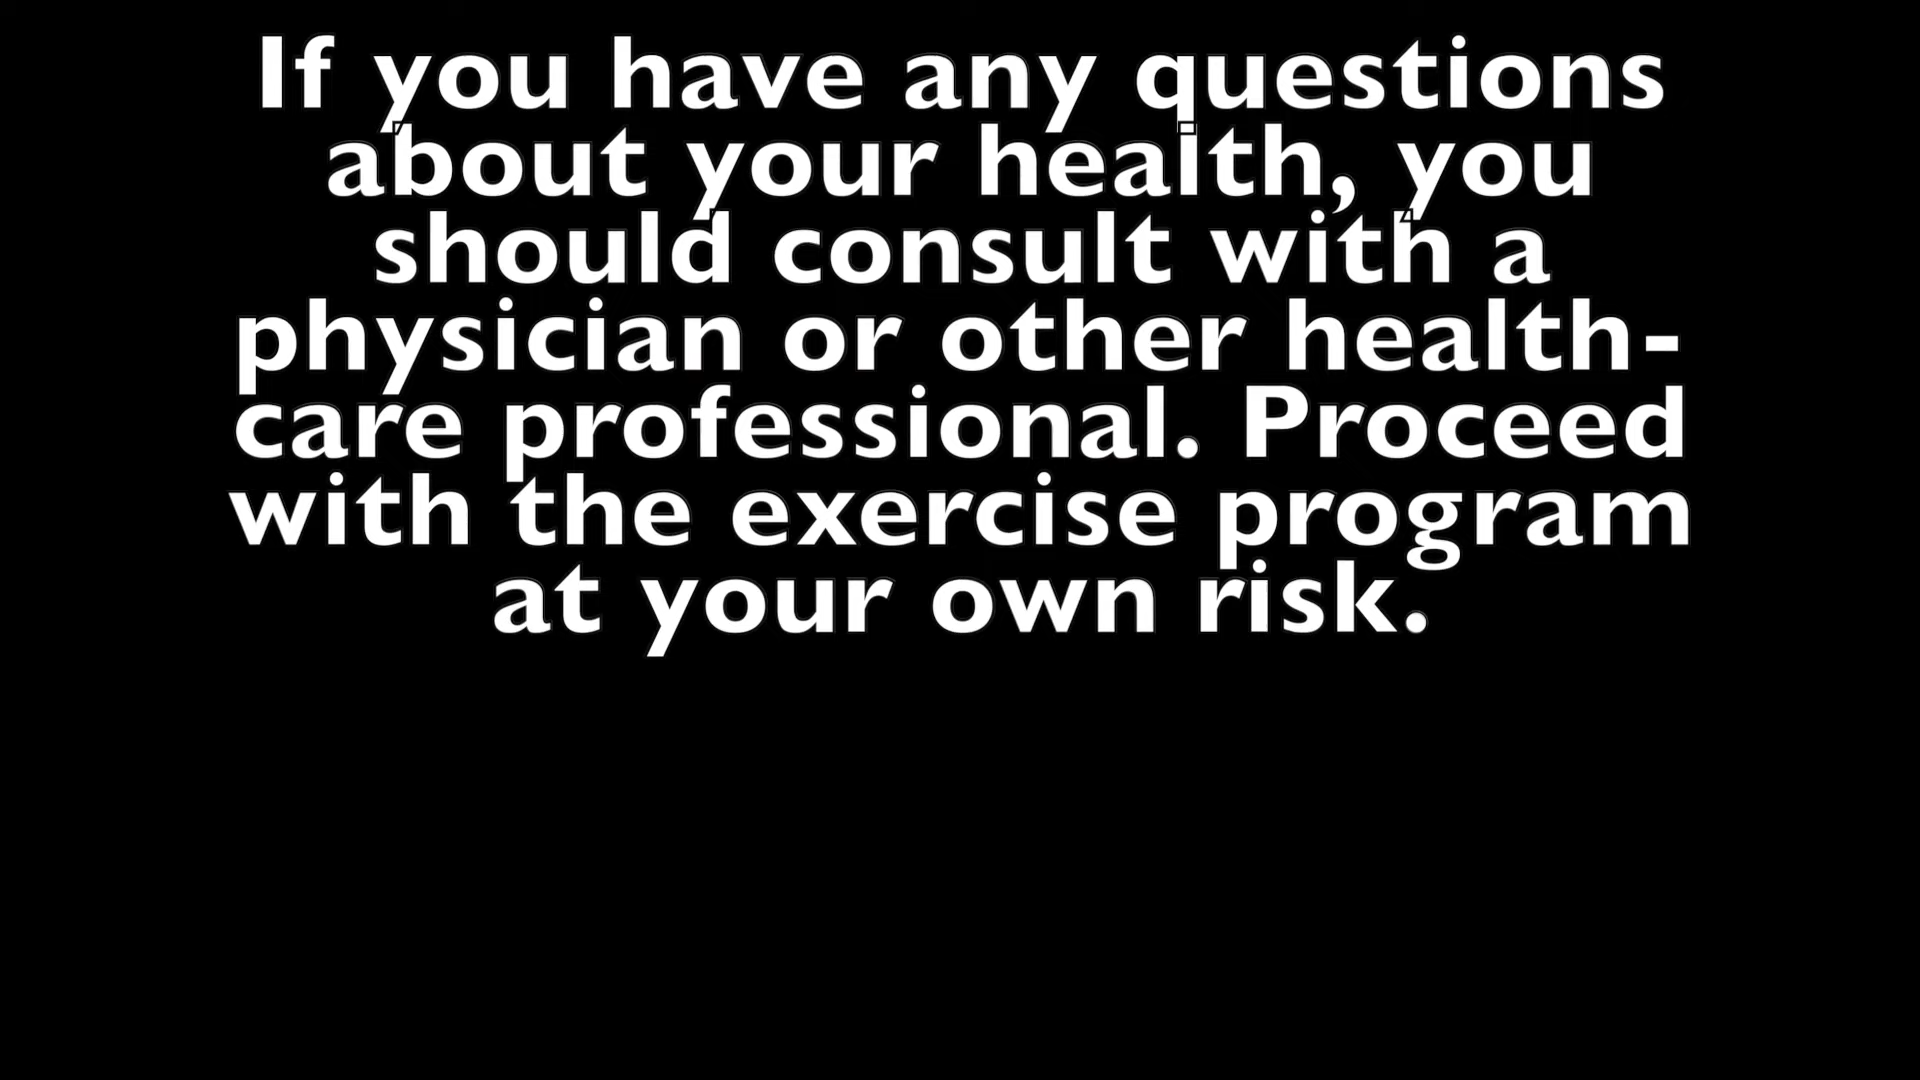 If you have any questions
about your health, you
should consult with a
physician or other health-
care professional. Proceed
with the exercise program
at your own risk.